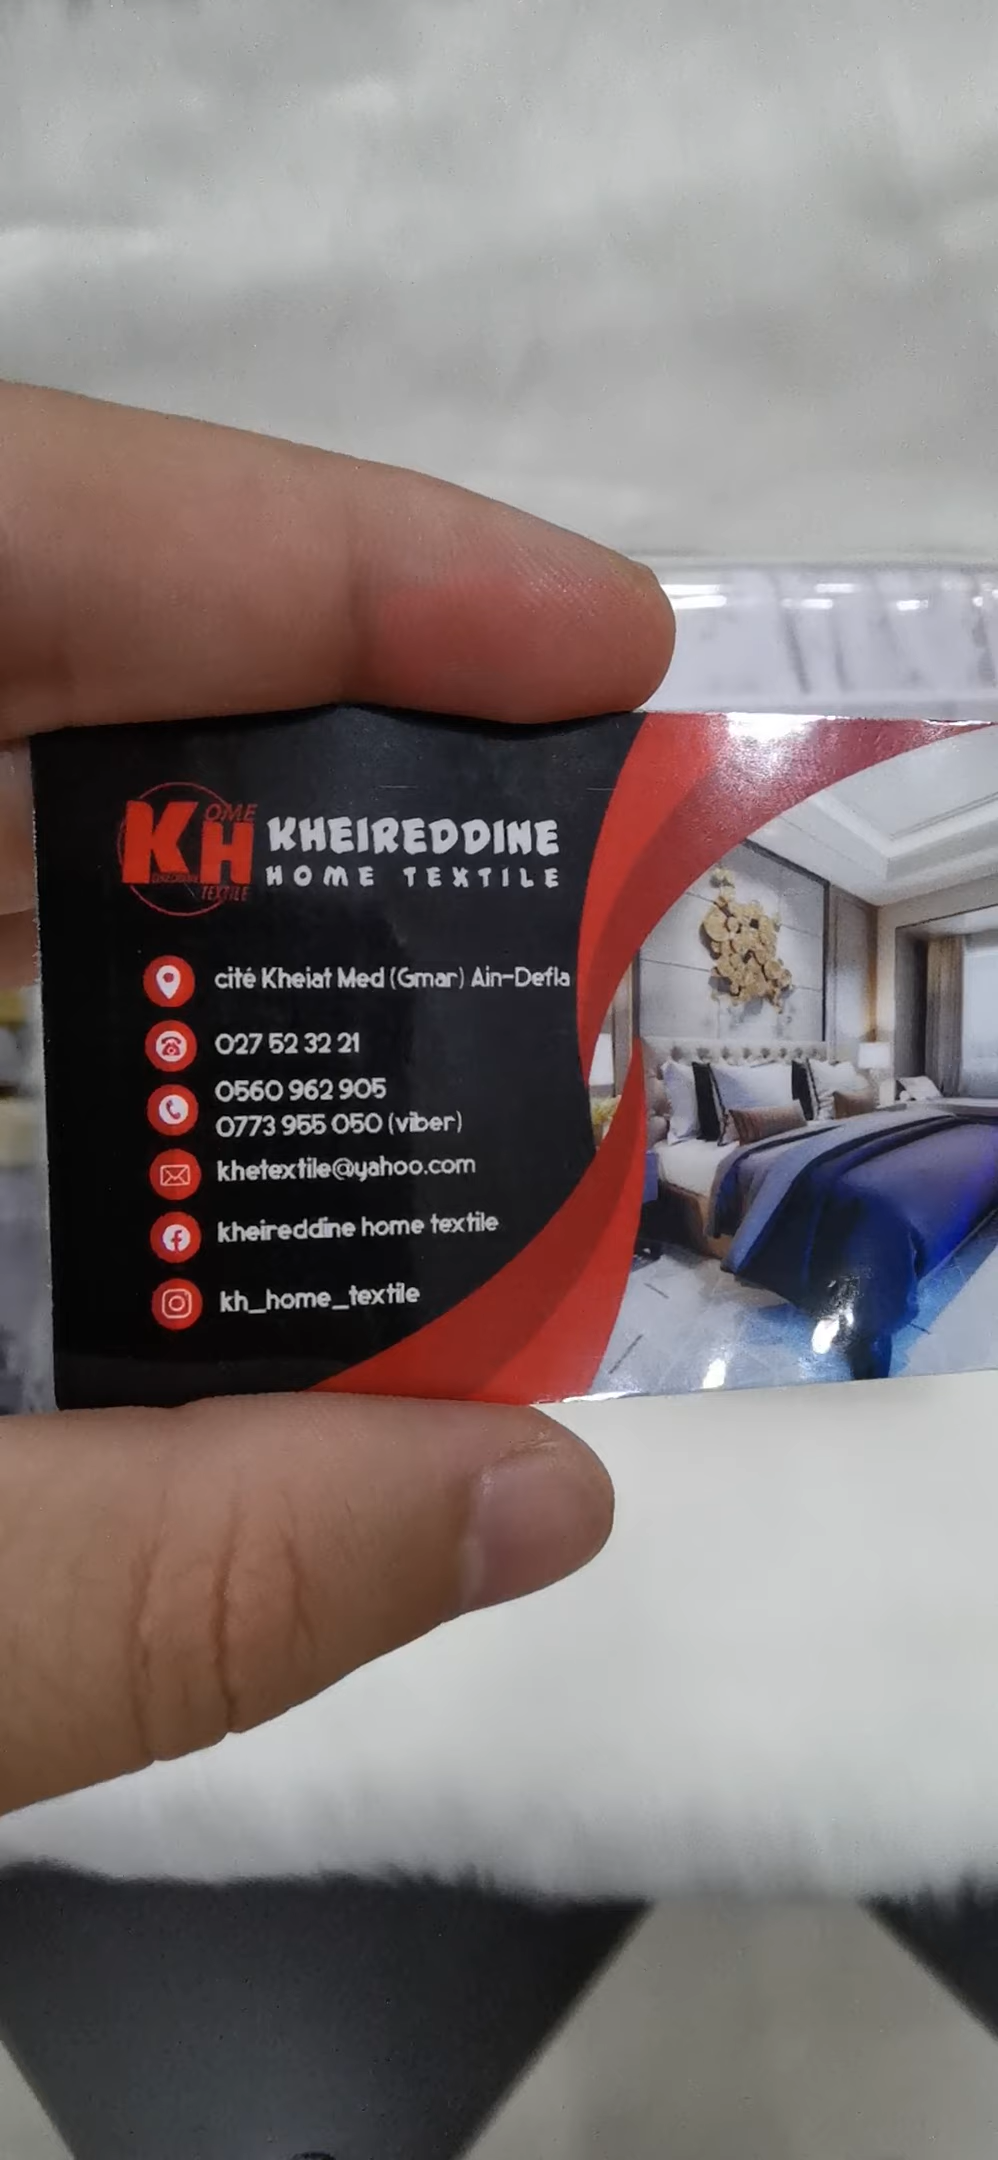 KH
OME
TEXTILE
KHEIREDDINE
HOME TEXTILE
cité Kheiat Med (Gmar) Ain-Defla
027 52 32 21
0560 962 905
0773 955 050 (viber)
khetextile@yahoo.com
kheireddine home textile
kh_home_textile